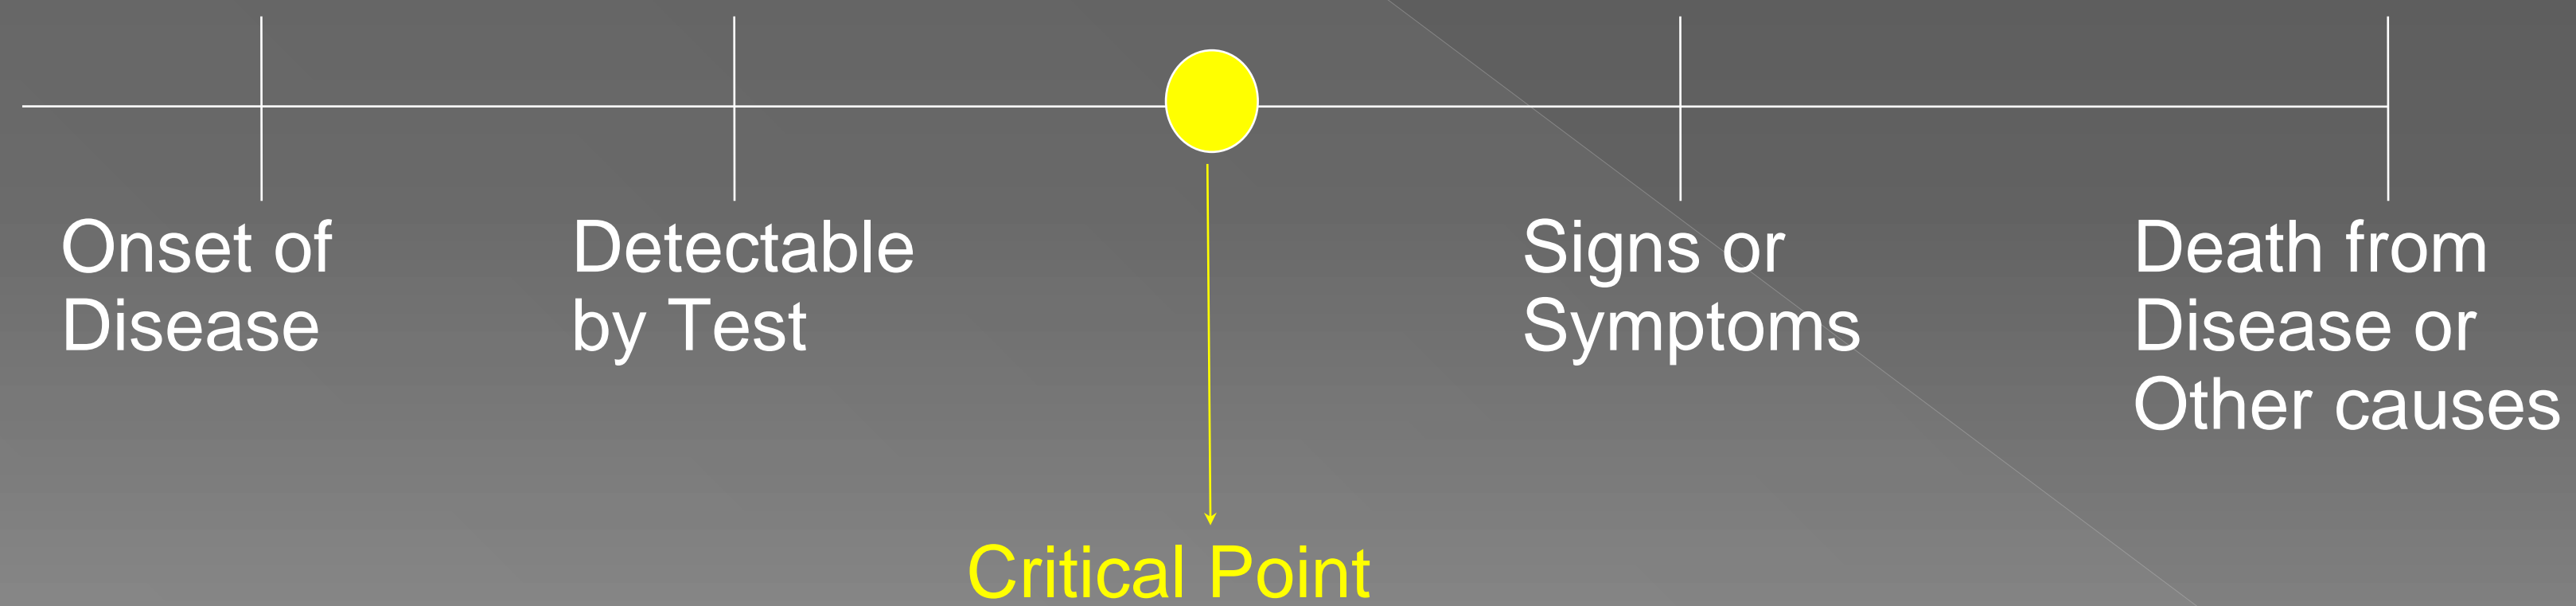 Onset of
Disease
Detectable
by Test
Signs or
Symptoms
Death from
Disease or
Other causes
Critical Point